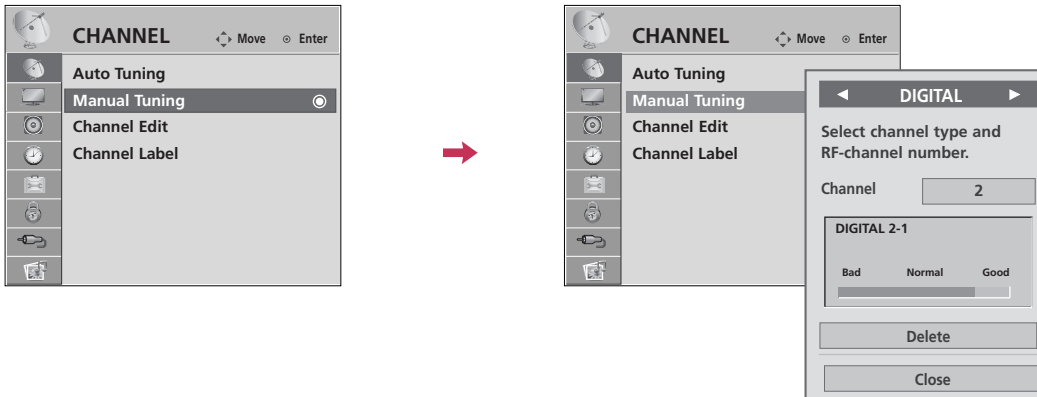 CHANNEL Move Enter
Auto Tuning
Manual Tuning
Channel Edit
Channel Label
CHANNEL Move Enter
Auto Tuning
Manual Tuning
Channel Edit
Channel Label
DIGITAL
Select channel type and
RF-channel number.
Channel 2
DIGITAL 2-1
Bad Normal Good
Delete
Close